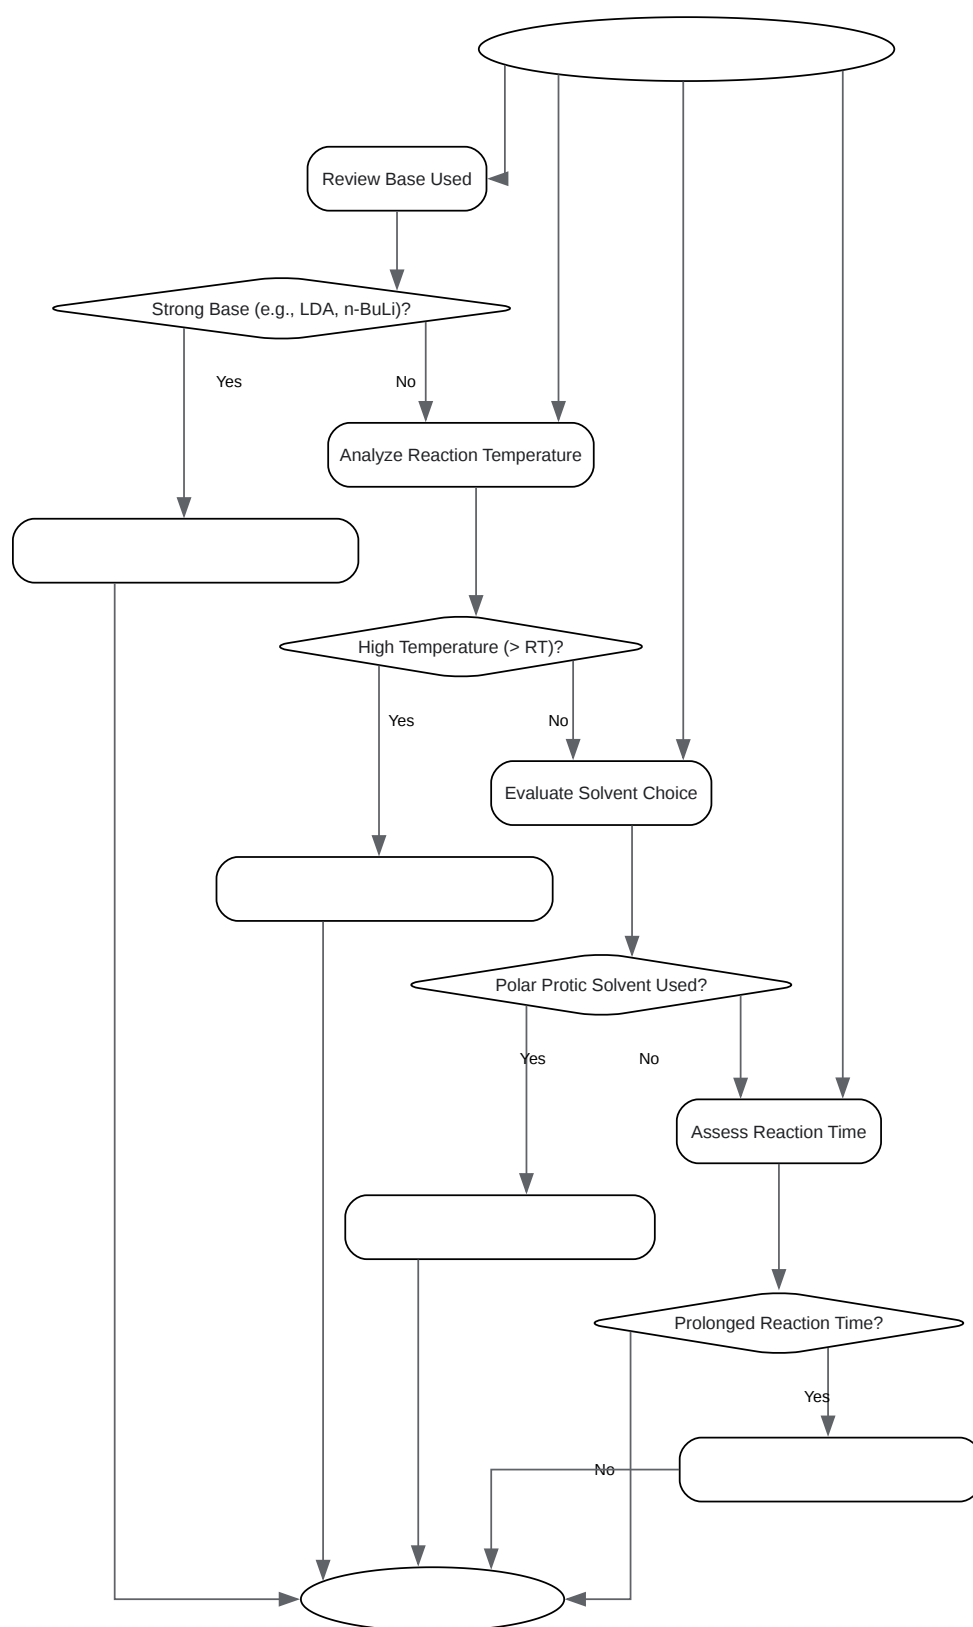 Review Base Used
Strong Base (e.g., LDA, n-BuLi)?
Yes
No
Analyze Reaction Temperature
High Temperature (> RT)?
Yes
No
Evaluate Solvent Choice
Polar Protic Solvent Used?
Yes
No
Assess Reaction Time
Prolonged Reaction Time?
Yes
No